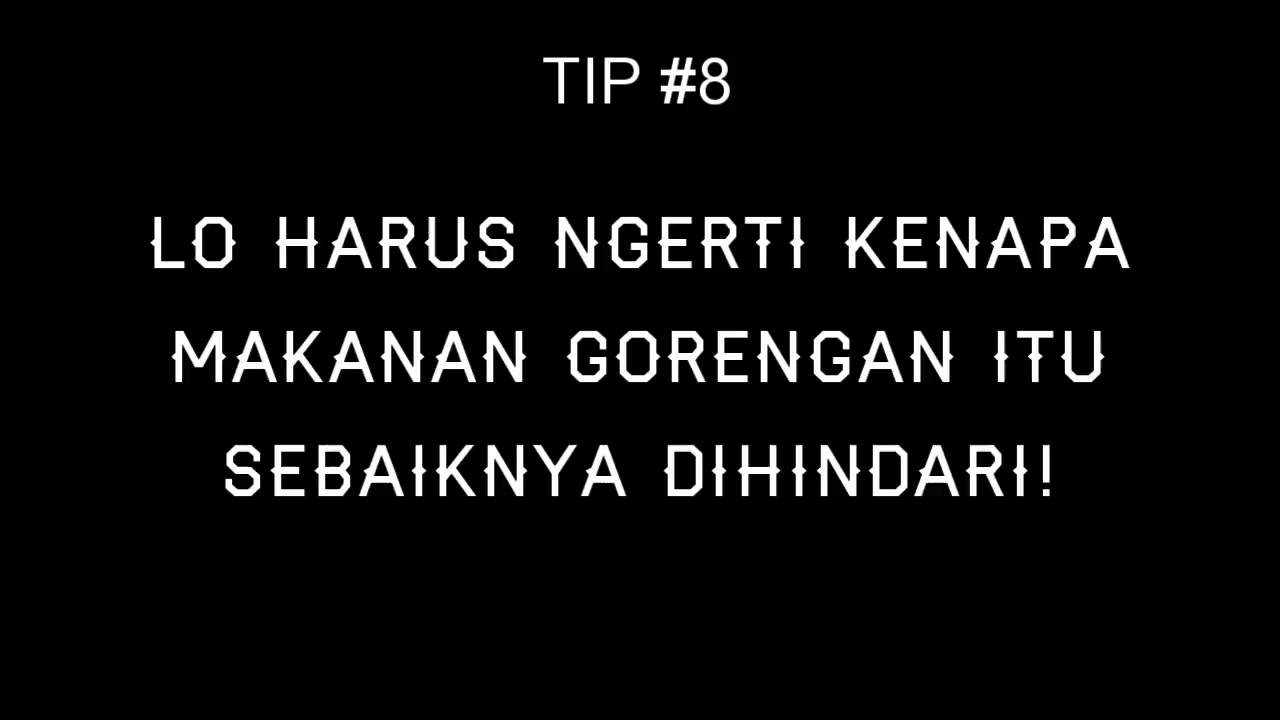 TIP #8
LO HARUS NGERTI KENAPA
MAKANAN GORENGAN ITU
SEBAIKNYA DIHINDARI!